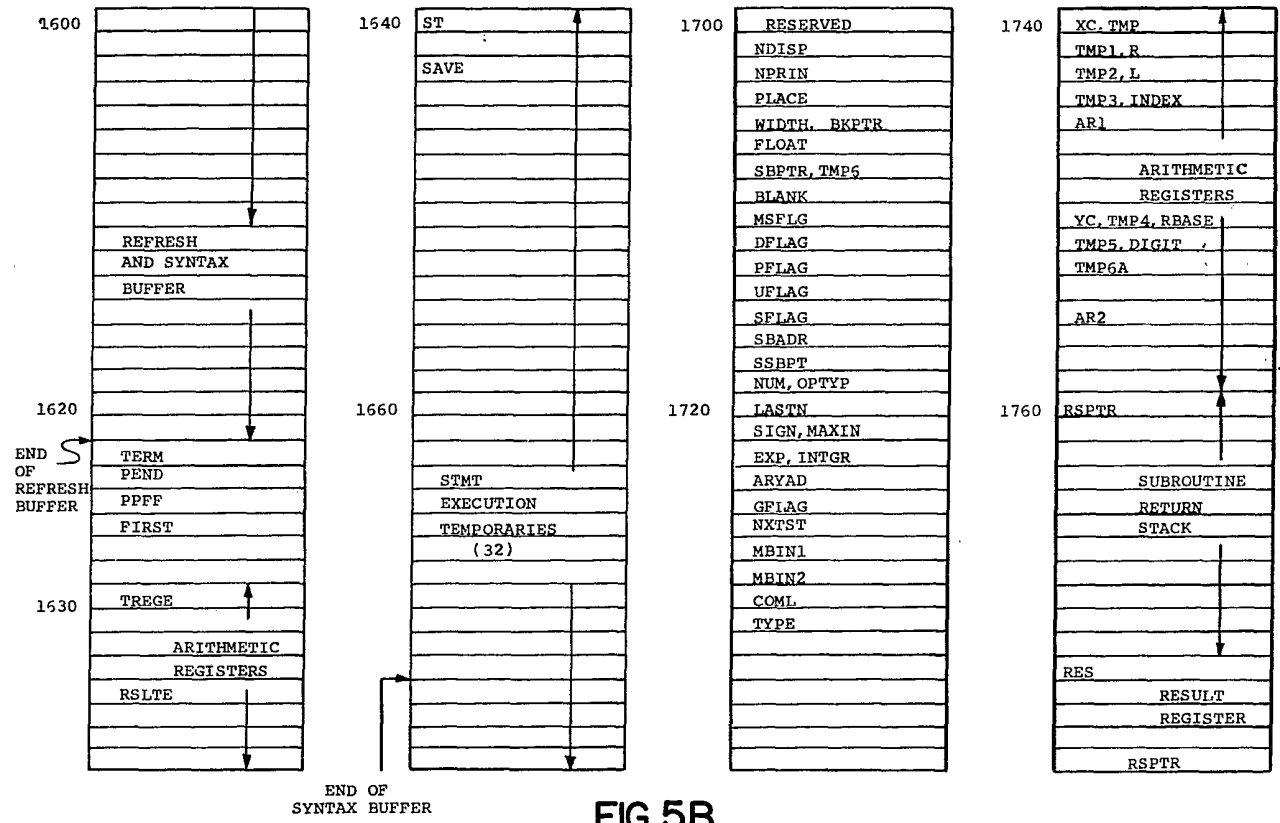 1600
REFRESH
AND SYNTAX
BUFFER
1620
END
OF
REFRESH
BUFFER
TERM
PEND
PPFF
FIRST
1630
TREGE
ARITHMETIC
REGISTERS
RSLTE
1640
ST
SAVE
1660
STMT
EXECUTION
TEMPORARIES
(32)
END OF
SYNTAX BUFFER
1700
RESERVED
NDISP
NPRIN
PLACE
WIDTH, BKPTR
FLOAT
SBPTR, TMP6
BLANK
MSFLG
DFLAG
PFLAG
UFLAG
SFLAG
SBADR
SSBPT
NUM, OPTYP
1720
LASTN
SIGN, MAXIN
EXP, INTGR
ARYAD
GFLAG
NXTST
MBIN1
MBIN2
COML
TYPE
1740
XC, TMP
TMP1, R
TMP2, L
TMP3, INDEX
AR1
ARITHMETIC
REGISTERS
YC, TMP4, RBASE
TMP5, DIGIT
TMP6A
AR2
1760
RSPTR
SUBROUTINE
RETURN
STACK
RES
RESULT
REGISTER
RSPTR
FIG 5B